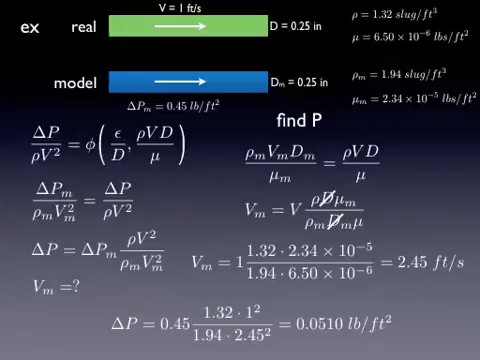 ex real V = 1 ft/s D = 0.25 in
ρ = 1.32 slug/ft³
μ = 6.50 × 10⁻⁶ lbs/ft²
model D_m = 0.25 in
ρ_m = 1.94 slug/ft³
μ_m = 2.34 × 10⁻⁵ lbs/ft²
ΔP_m = 0.45 lb/ft²
find P
ΔP/ρV² = φ(ϵ/D, ρVD/μ)
ΔP_m/ρ_mV_m² = ΔP/ρV²
ΔP = ΔP_m ρV²/ρ_mV_m²
V_m =?
ρ_mV_mD_m/μ_m = ρVD/μ
V_m = V ρDμ_m/ρ_mD_mμ
V_m = 1 1.32 · 2.34 × 10⁻⁵/1.94 · 6.50 × 10⁻⁶ = 2.45 ft/s
ΔP = 0.45 1.32 · 1²/1.94 · 2.45² = 0.0510 lb/ft²